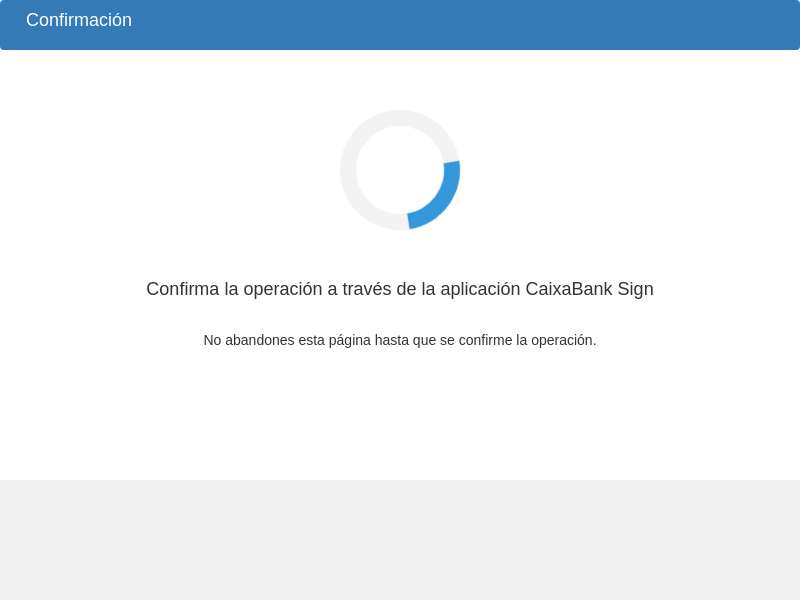 Confirmación
Confirma la operación a través de la aplicación CaixaBank Sign
No abandones esta página hasta que se confirme la operación.